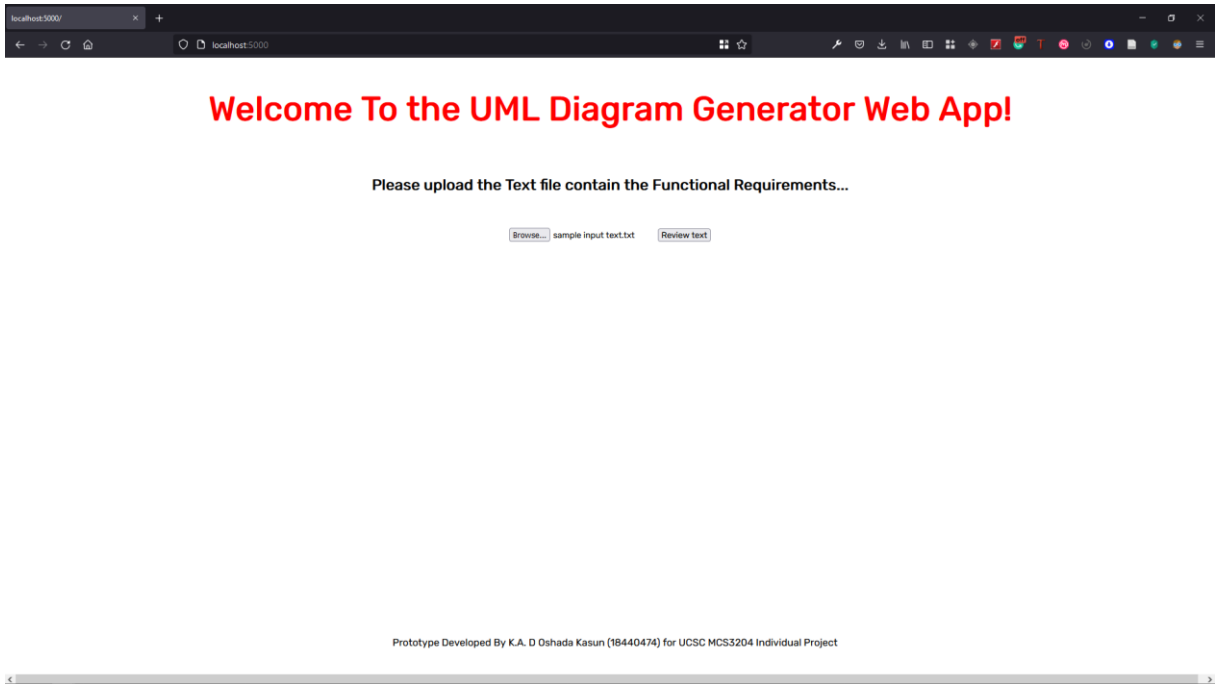 localhost:5000/
localhost:5000
Welcome To the UML Diagram Generator Web App!
Please upload the Text file contain the Functional Requirements...
Browse... sample input text.txt Review text
Prototype Developed By K.A. D Oshada Kasun (18440474) for UCSC MCS3204 Individual Project